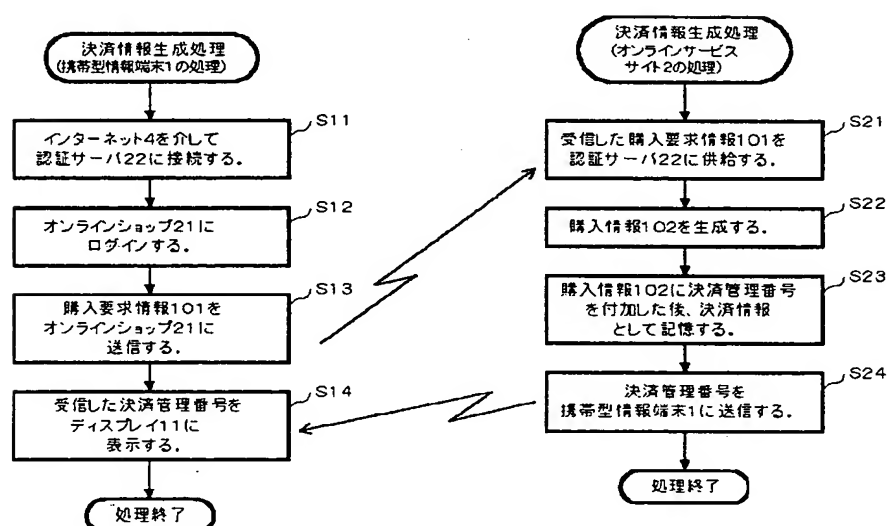 決済情報生成処理
(携帯型情報端末1の処理)
S11
インターネット4を介して
認証サーバ22に接続する.
S12
オンラインショップ21に
ログインする.
S13
購入要求情報101を
オンラインショップ21に
送信する.
S14
受信した決済管理番号を
ディスプレイ11に
表示する.
処理終了
決済情報生成処理
(オンラインサービス
サイト2の処理)
S21
受信した購入要求情報101を
認証サーバ22に供給する.
S22
購入情報102を生成する.
S23
購入情報102に決済管理番号
を付加した後、決済情報
として記憶する.
S24
決済管理番号を
携帯型情報端末1に送信する.
処理終了